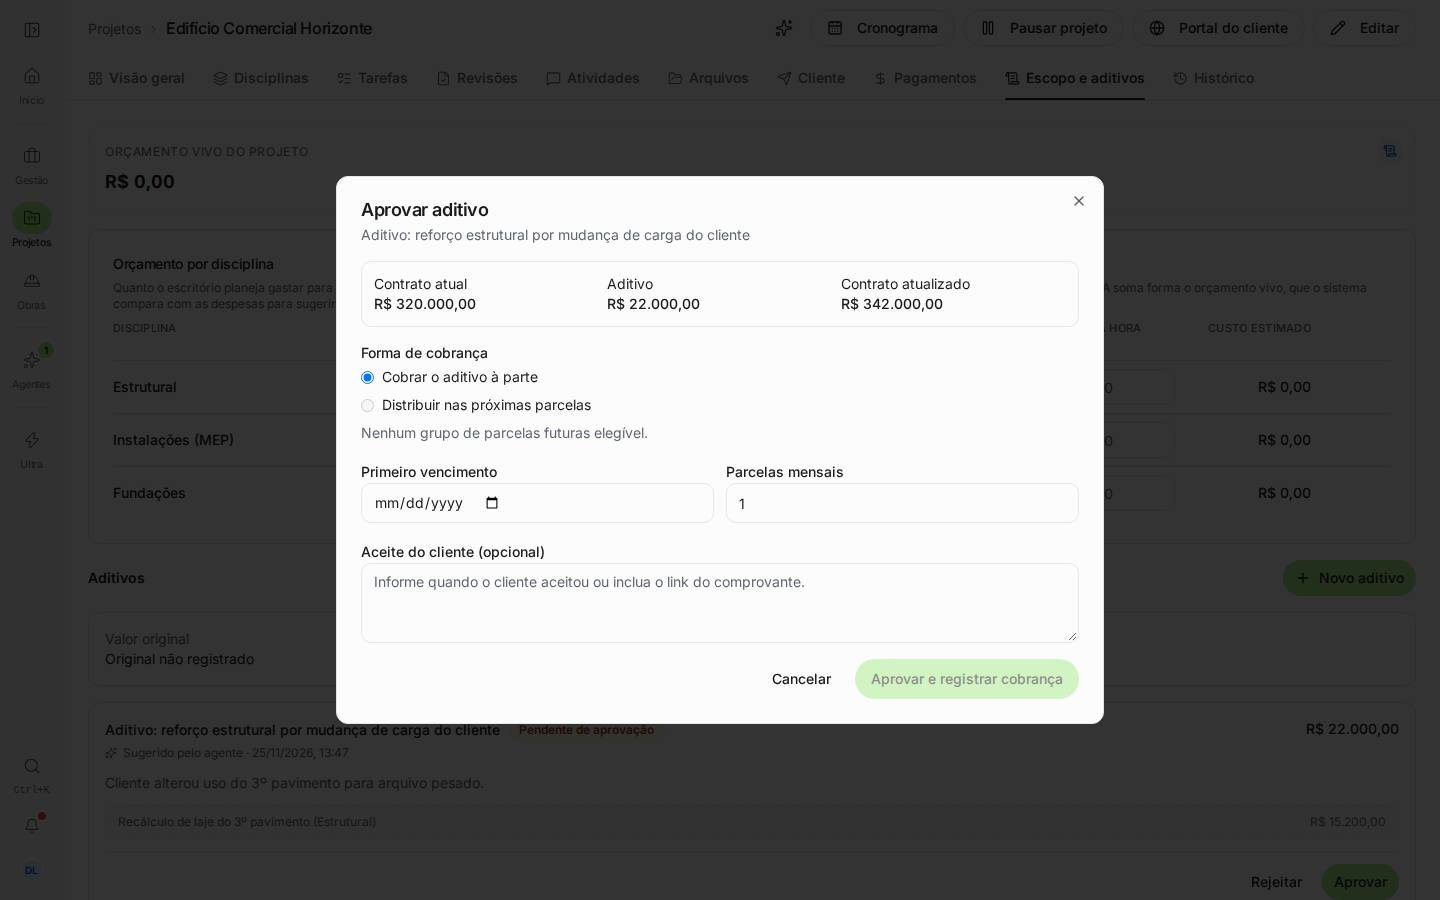 Projetos
Edifício Comercial Horizonte
Cronograma
Pausar projeto
Portal do cliente
Editar
Visão geral
Disciplinas
Tarefas
Revisões
Atividades
Arquivos
Cliente
Pagamentos
Escopo e aditivos
Histórico
Início
Gestão
Projetos
Obras
1
Agentes
Ultra
Ctrl+K
DL
ORÇAMENTO VIVO DO PROJETO
R$ 0,00
Orçamento por disciplina
Quanto o escritório planeja gastar para
A soma forma o orçamento vivo, que o sistema
compara com as despesas para sugerir
DISCIPLINA
HORA
CUSTO ESTIMADO
Estrutural
0
R$ 0,00
Instalações (MEP)
0
R$ 0,00
Fundações
0
R$ 0,00
Aprovar aditivo
Aditivo: reforço estrutural por mudança de carga do cliente
Contrato atual
R$ 320.000,00
Aditivo
R$ 22.000,00
Contrato atualizado
R$ 342.000,00
Forma de cobrança
Cobrar o aditivo à parte
Distribuir nas próximas parcelas
Nenhum grupo de parcelas futuras elegível.
Primeiro vencimento
mm/dd/yyyy
Parcelas mensais
1
Aceite do cliente (opcional)
Informe quando o cliente aceitou ou inclua o link do comprovante.
Cancelar
Aprovar e registrar cobrança
Aditivos
Novo aditivo
Valor original
Original não registrado
Aditivo: reforço estrutural por mudança de carga do cliente
Pendente de aprovação
R$ 22.000,00
Sugerido pelo agente · 25/11/2026, 13:47
Cliente alterou uso do 3º pavimento para arquivo pesado.
Recálculo de laje do 3º pavimento (Estrutural)
R$ 15.200,00
Rejeitar
Aprovar